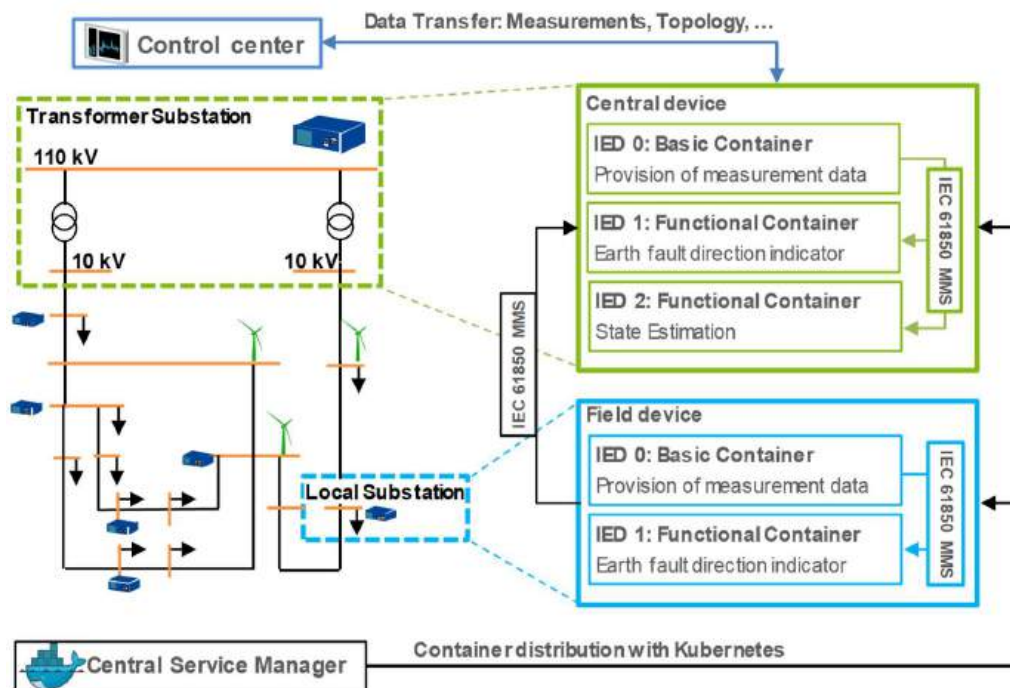 Data Transfer: Measurements, Topology, ...
Control center
Transformer Substation
110 kV
10 kV
10 kV
Local Substation
Central device
IED 0: Basic Container
Provision of measurement data
IED 1: Functional Container
Earth fault direction indicator
IED 2: Functional Container
State Estimation
IEC 61850 MMS
IEC 61850 MMS
Field device
IED 0: Basic Container
Provision of measurement data
IED 1: Functional Container
Earth fault direction indicator
IEC 61850 MMS
Central Service Manager
Container distribution with Kubernetes